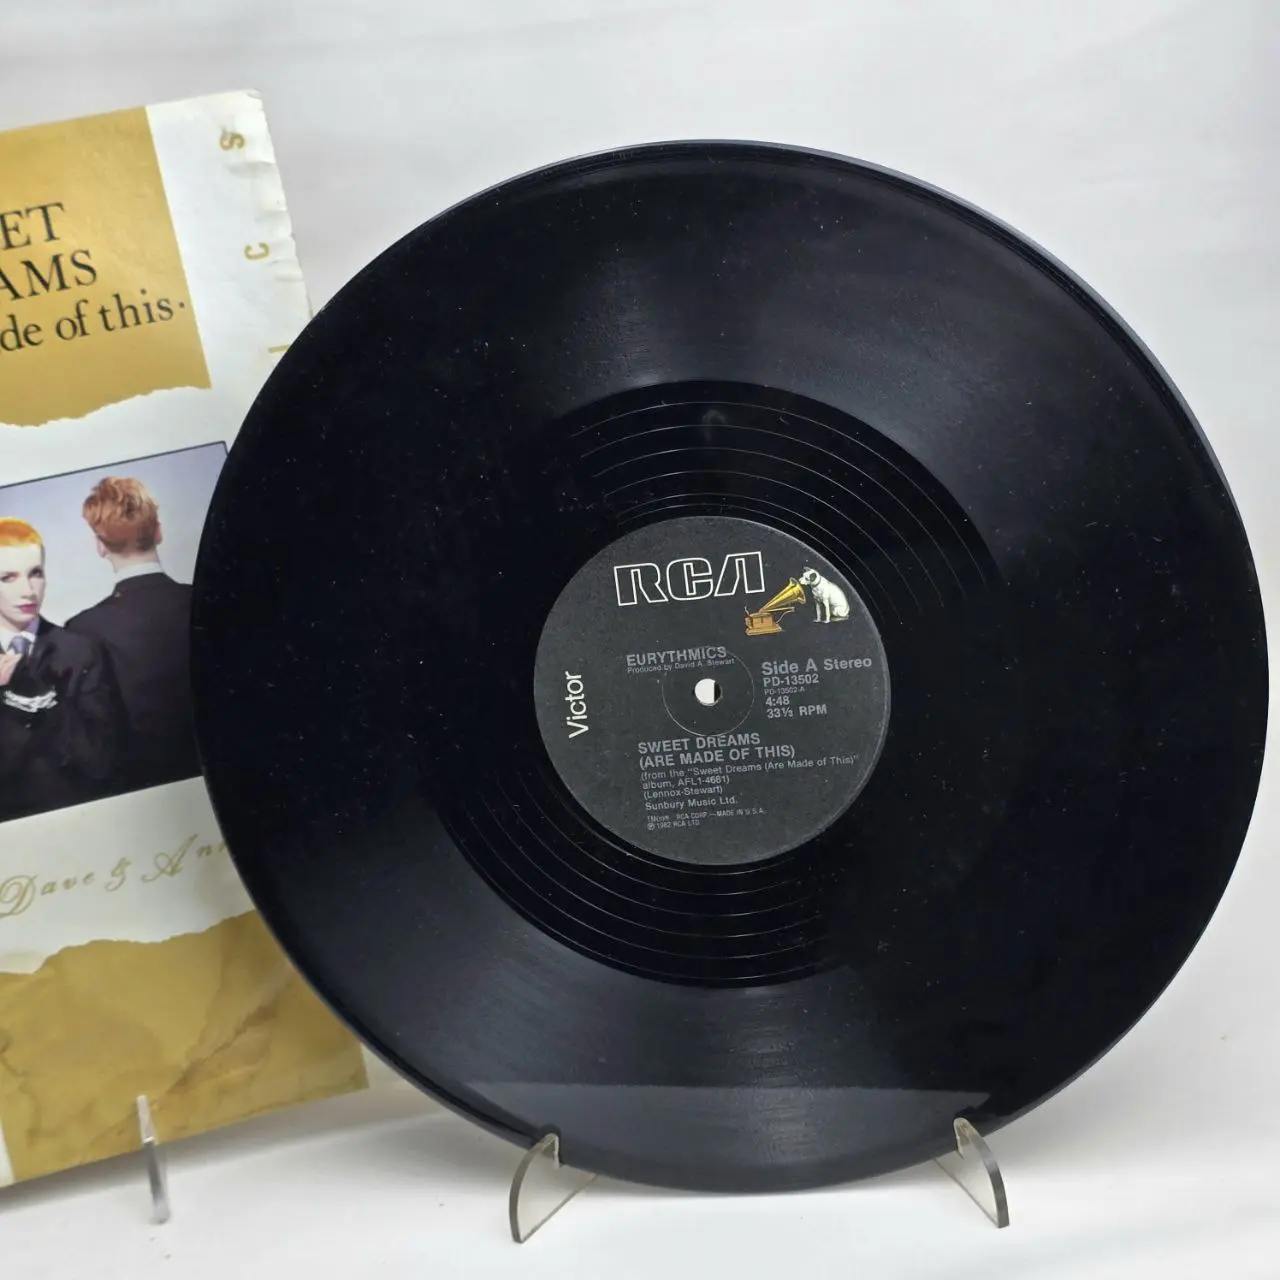 S
C
ET
AMS
de of this.
Dave & Ann
RCA
Victor
EURYTHMICS
Produced by David A. Stewart
Side A Stereo
PD-13502
PD-13502-A
4:48
33⅓ RPM
SWEET DREAMS
(ARE MADE OF THIS)
(from the "Sweet Dreams (Are Made of This)"
album, AFL1-4681)
(Lennox-Stewart)
Sunbury Music Ltd.
RCA CORP.—MADE IN U.S.A.
℗ 1982 RCA LTD.